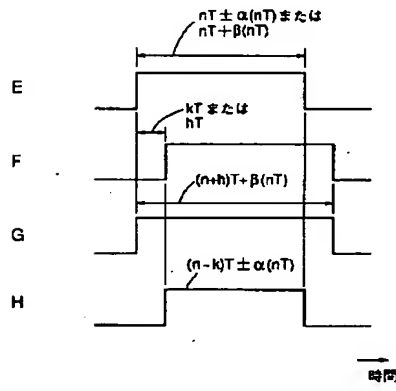 nT±α(nT)または
nT+β(nT)
E
kTまたは
hT
F
(n+h)T+β(nT)
G
(n-k)T±α(nT)
H
時間